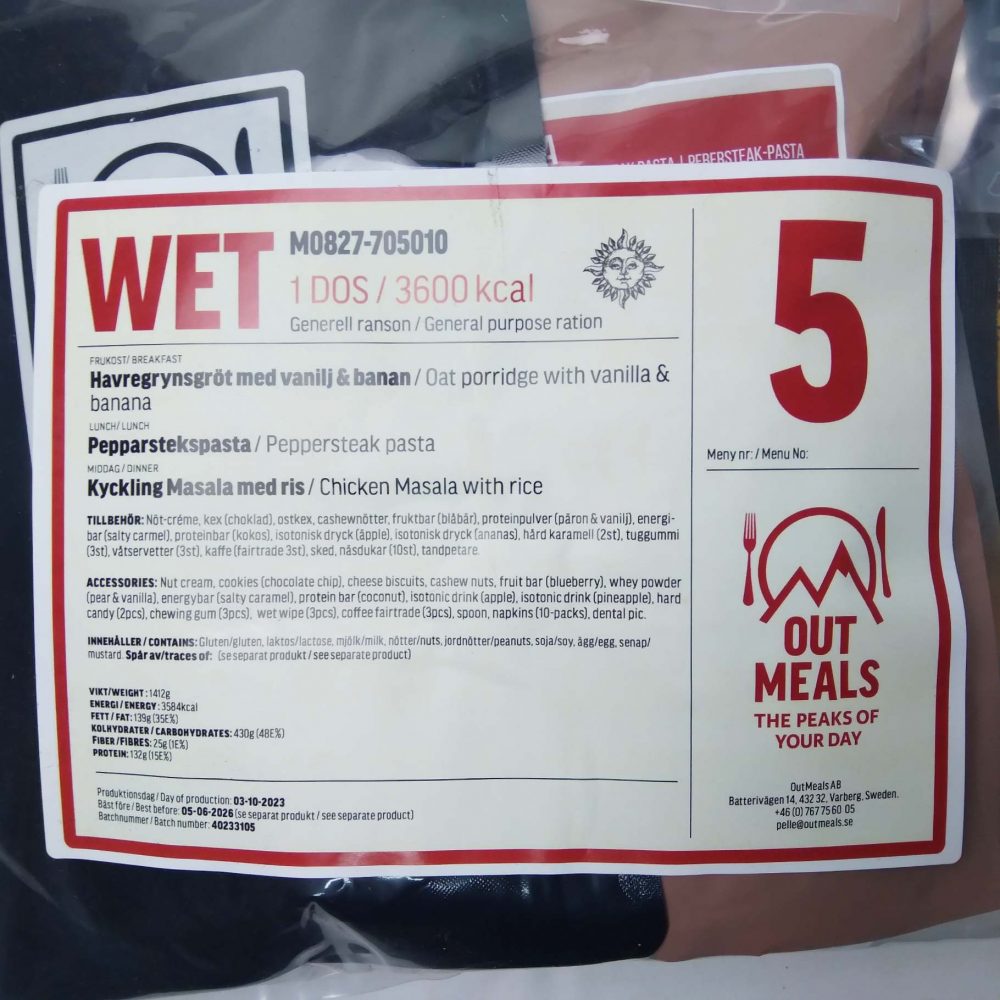 PASTA | PEBERSTEAK-PASTA
WET
M0827-705010
1 DOS / 3600 kcal
Generell ranson / General purpose ration
FRUKOST/ BREAKFAST
Havregrynsgröt med vanilj & banan / Oat porridge with vanilla &
banana
LUNCH/ LUNCH
Pepparstekspasta / Peppersteak pasta
MIDDAG / DINNER
Kyckling Masala med ris / Chicken Masala with rice
TILLBEHÖR: Nöt-créme, kex (choklad), ostkex, cashewnötter, fruktbar (blåbär), proteinpulver (päron & vanilj), energi-
bar (salty carmel), proteinbar (kokos), isotonisk dryck (äpple), isotonisk dryck (ananas), hård karamell (2st), tuggummi
(3st), våtservetter (3st), kaffe (fairtrade 3st), sked, näsdukar (10st), tandpetare.
ACCESSORIES: Nut cream, cookies (chocolate chip), cheese biscuits, cashew nuts, fruit bar (blueberry), whey powder
(pear & vanilla), energybar (salty caramel), protein bar (coconut), isotonic drink (apple), isotonic drink (pineapple), hard
candy (2pcs), chewing gum (3pcs), wet wipe (3pcs), coffee fairtrade (3pcs), spoon, napkins (10-packs), dental pic.
INNEHÅLLER / CONTAINS: Gluten/gluten, laktos/lactose, mjölk/milk, nötter/nuts, jordnötter/peanuts, soja/soy, ägg/egg, senap/
mustard. Spår av/traces of: (se separat produkt / see separate product)
VIKT/WEIGHT : 1412g
ENERGI / ENERGY : 3584kcal
FETT / FAT: 139g (35E%)
KOLHYDRATER / CARBOHYDRATES: 430g (48E%)
FIBER /FIBRES: 25g (1E%)
PROTEIN: 132g (15E%)
Produktionsdag / Day of production: 03-10-2023
Bäst före / Best before: 05-06-2026 (se separat produkt / see separate product)
Batchnummer / Batch number: 40233105
5
Meny nr: / Menu No:
OUT
MEALS
THE PEAKS OF
YOUR DAY
OutMeals AB
Batterivägen 14, 432 32, Varberg, Sweden.
+46 (0) 767 75 60 05
pelle@outmeals.se